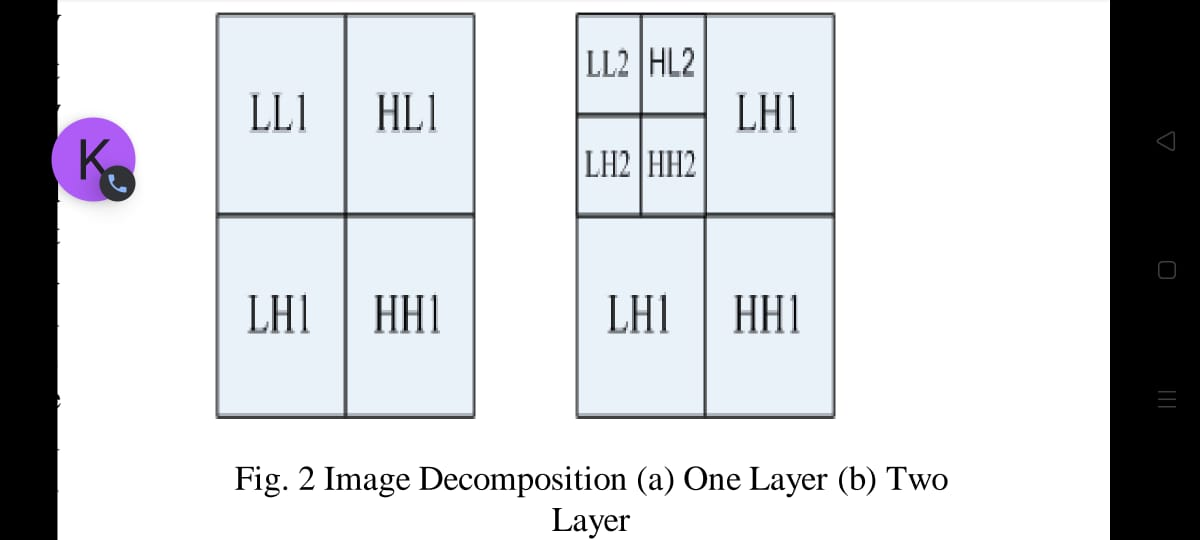 LL1 HL1
LH1 HH1
LL2 HL2
LH1
LH2 HH2
LH1 HH1
K
Fig. 2 Image Decomposition (a) One Layer (b) Two
Layer